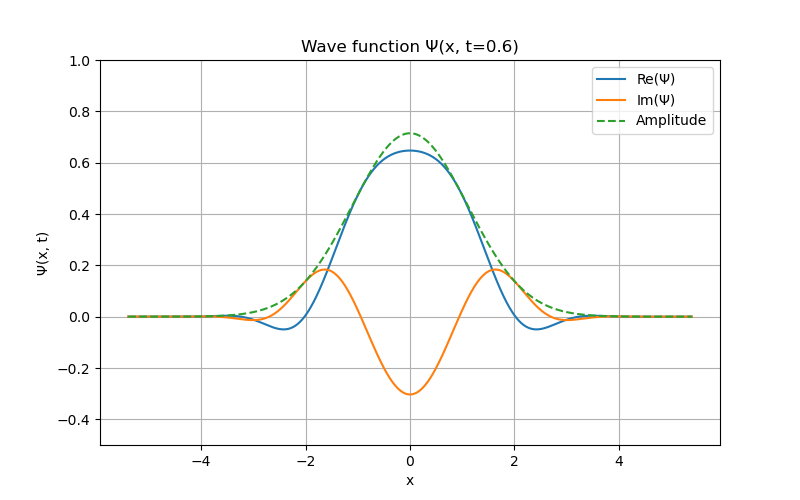 Wave function Ψ(x, t=0.6)
Re(Ψ)
Im(Ψ)
Amplitude
Ψ(x, t)
1.0
0.8
0.6
0.4
0.2
0.0
−0.2
−0.4
−4 −2 0 2 4
x